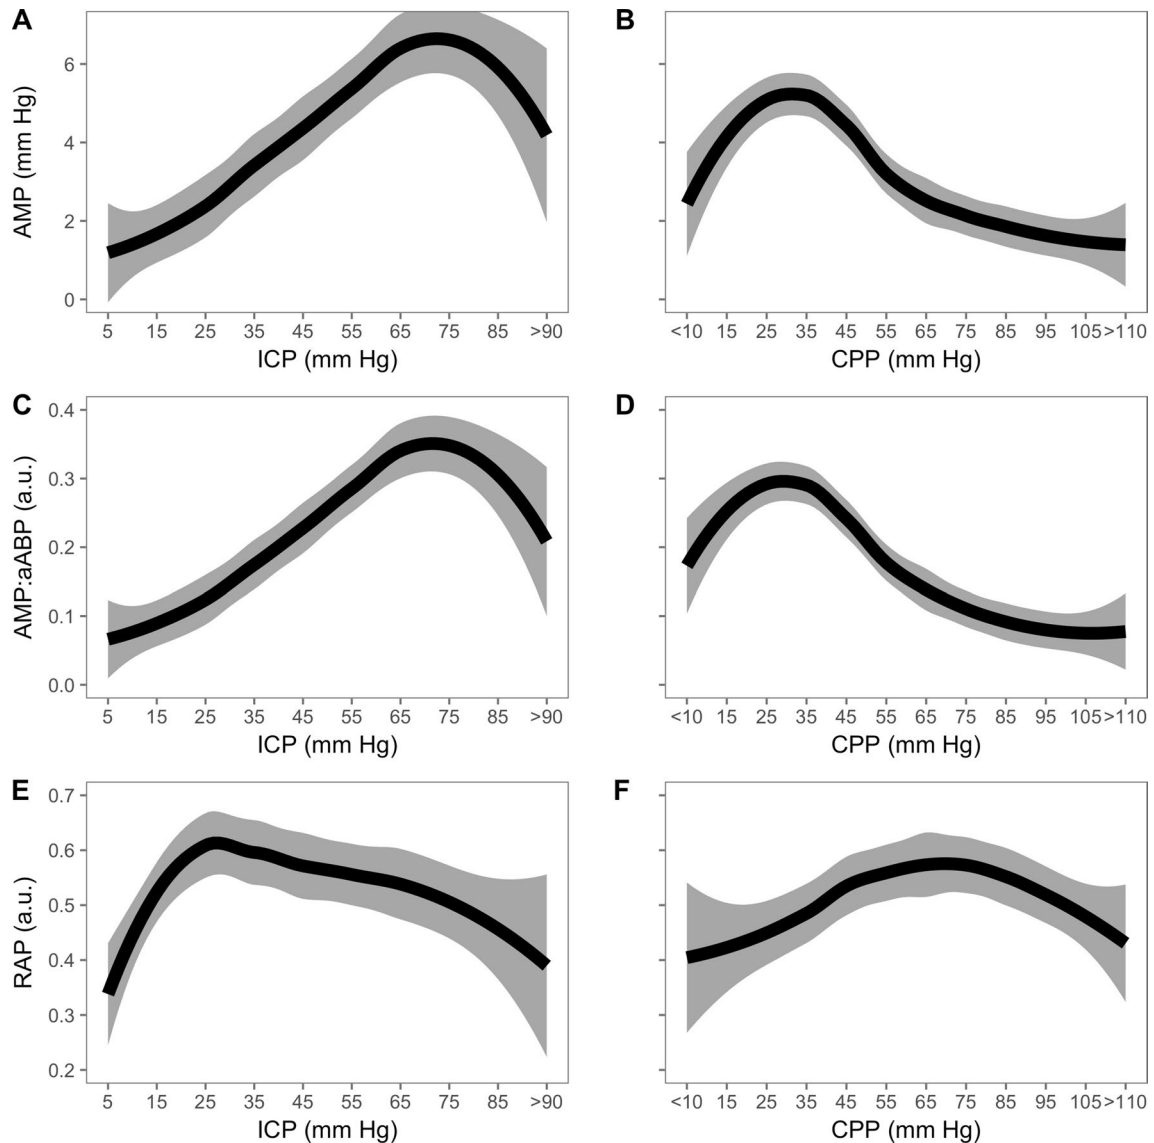 A
B
AMP (mm Hg)
6
4
2
0
5 15 25 35 45 55 65 75 85 >90
<10 15 25 35 45 55 65 75 85 95 105 >110
ICP (mm Hg)
CPP (mm Hg)
C
D
AMP:aABP (a.u.)
0.4
0.3
0.2
0.1
0.0
5 15 25 35 45 55 65 75 85 >90
<10 15 25 35 45 55 65 75 85 95 105 >110
ICP (mm Hg)
CPP (mm Hg)
E
F
RAP (a.u.)
0.7
0.6
0.5
0.4
0.3
0.2
5 15 25 35 45 55 65 75 85 >90
<10 15 25 35 45 55 65 75 85 95 105 >110
ICP (mm Hg)
CPP (mm Hg)